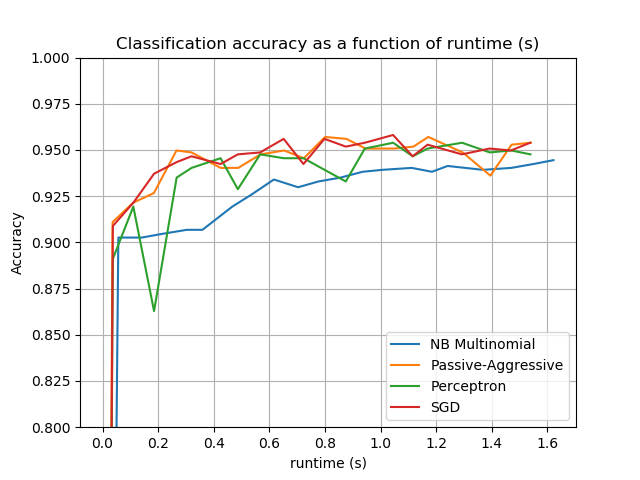 Classification accuracy as a function of runtime (s)
1.000
0.975
0.950
0.925
0.900
0.875
0.850
0.825
0.800
Accuracy
NB Multinomial
Passive-Aggressive
Perceptron
SGD
0.0 0.2 0.4 0.6 0.8 1.0 1.2 1.4 1.6
runtime (s)